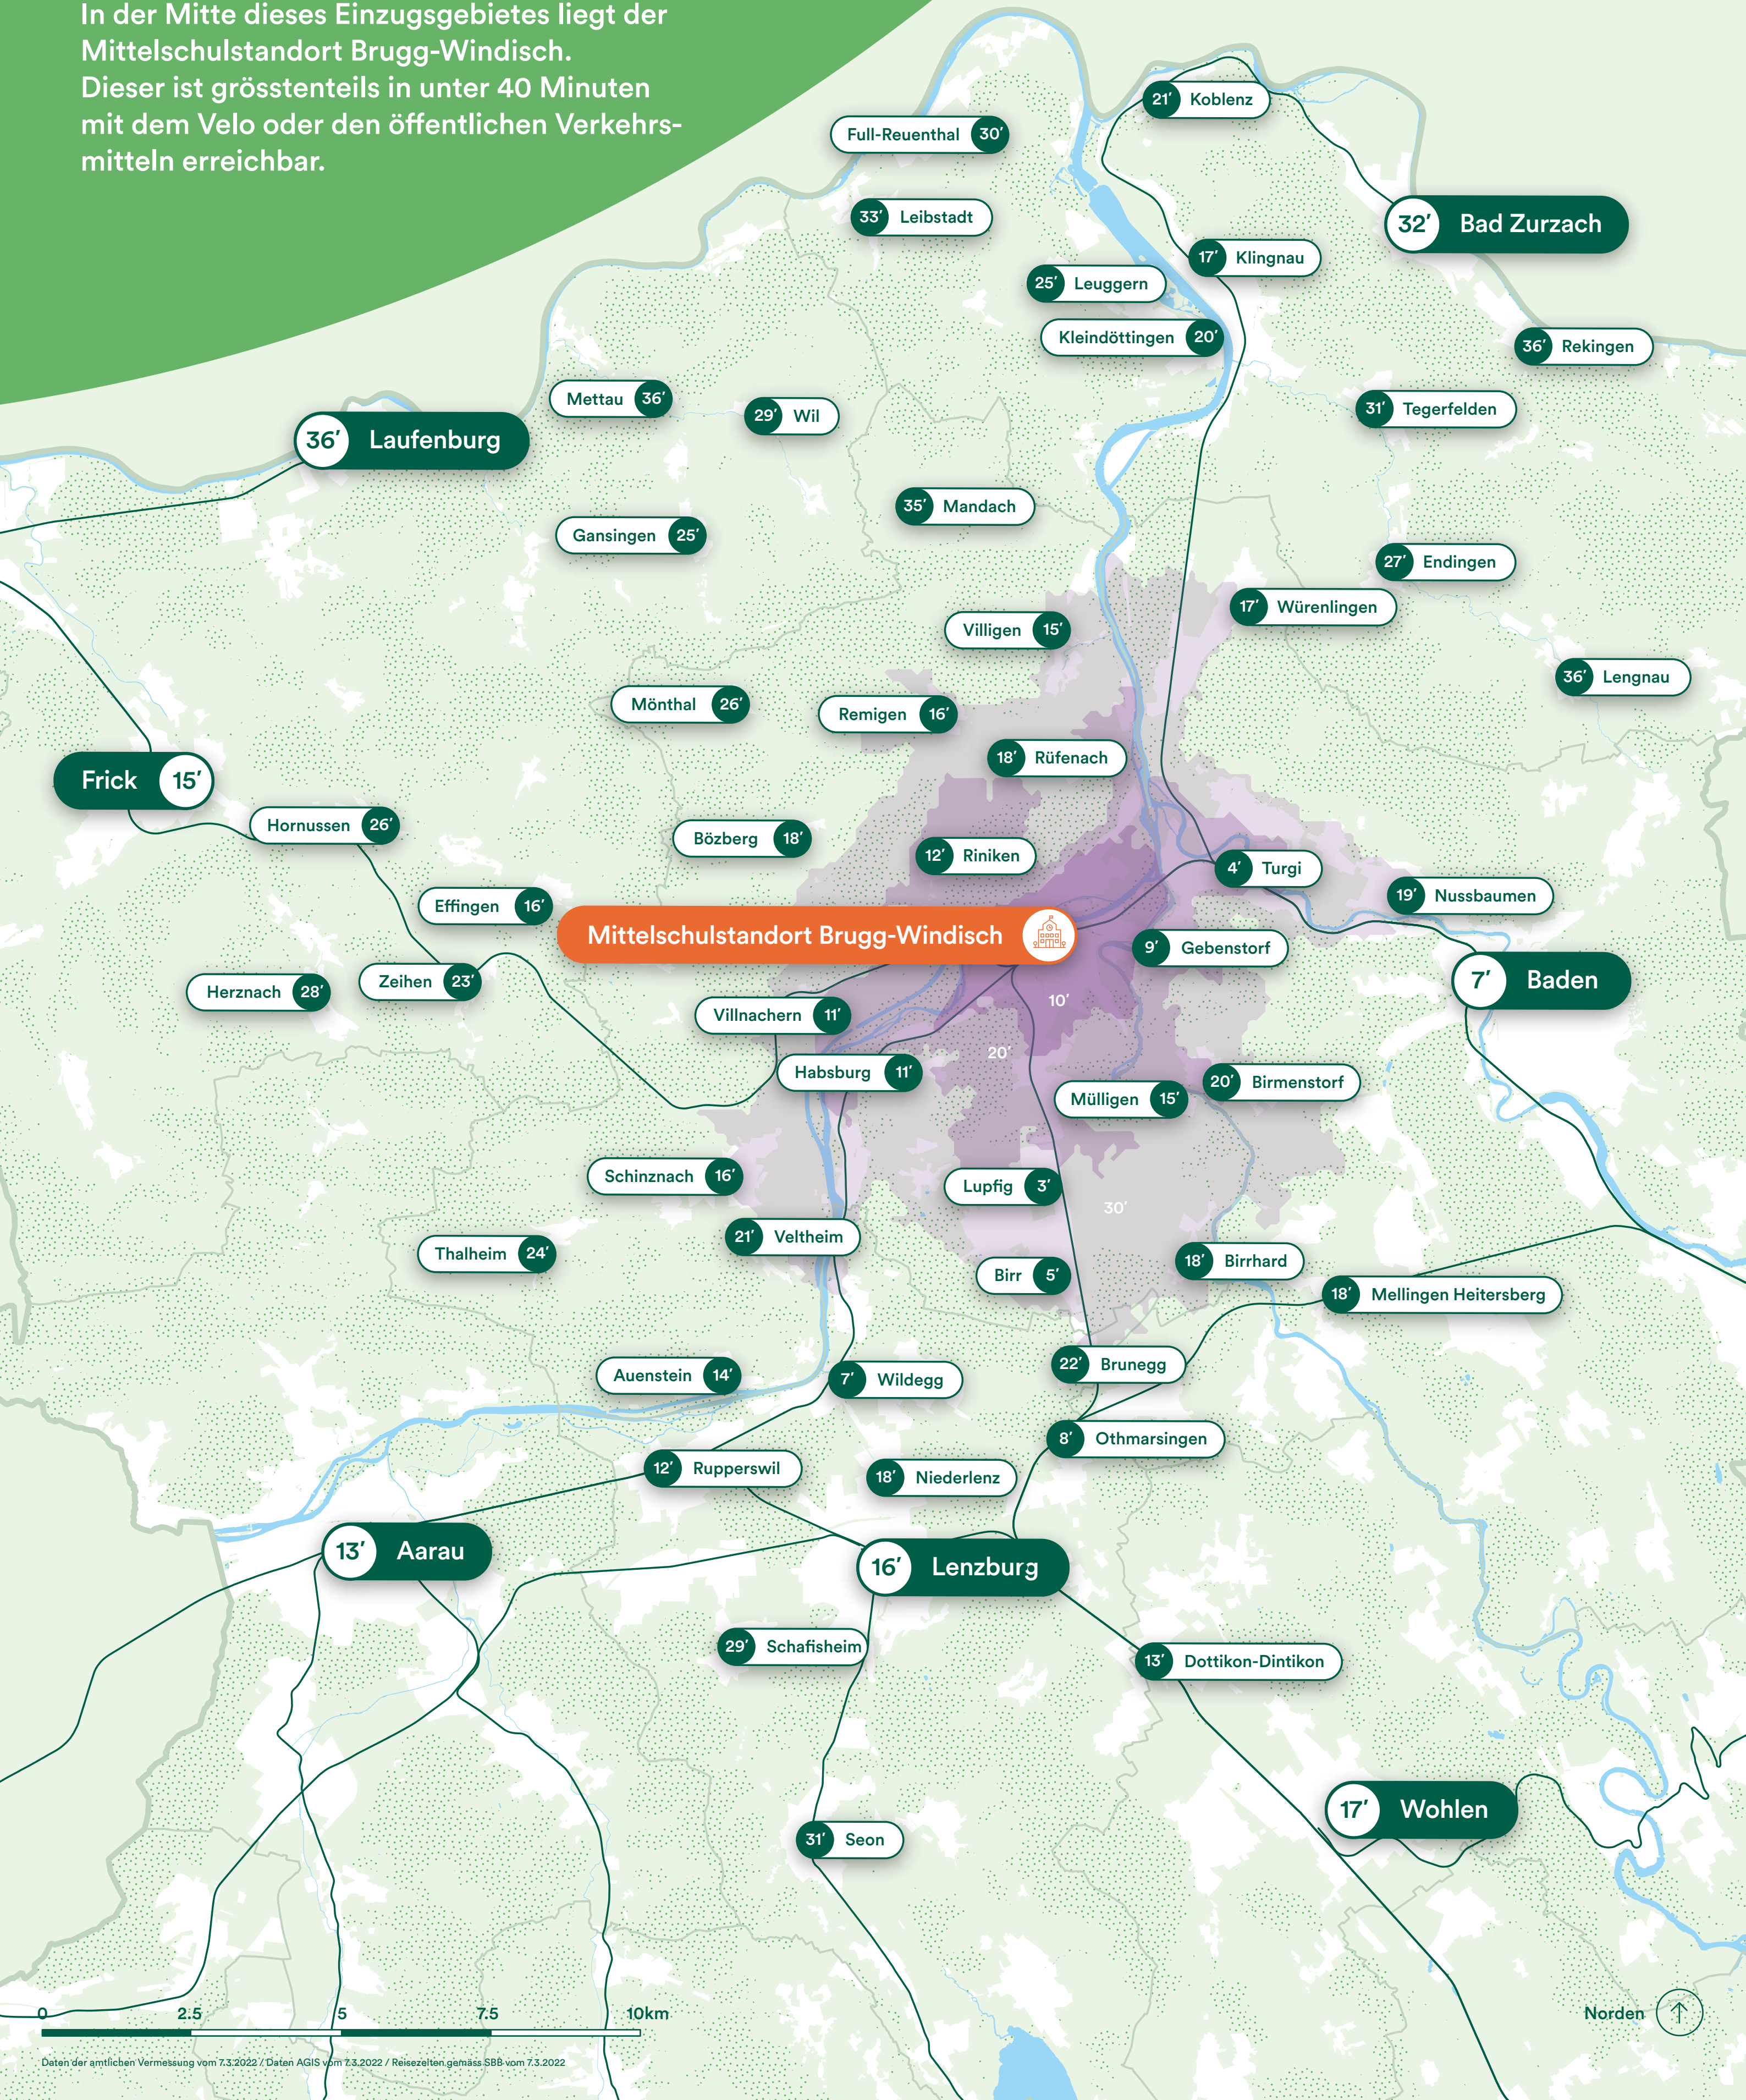 In der Mitte dieses Einzugsgebietes liegt der
Mittelschulstandort Brugg-Windisch.
Dieser ist grösstenteils in unter 40 Minuten
mit dem Velo oder den öffentlichen Verkehrs-
mitteln erreichbar.
21’ Koblenz
Full-Reuenthal 30’
33’ Leibstadt
32’ Bad Zurzach
17’ Klingnau
25’ Leuggern
Kleindöttingen 20’
36’ Rekingen
Mettau 36’
29’ Wil
31’ Tegerfelden
36’ Laufenburg
35’ Mandach
Gansingen 25’
27’ Endingen
17’ Würenlingen
Villigen 15’
36’ Lengnau
Mönthal 26’
Remigen 16’
18’ Rüfenach
Frick 15’
Hornussen 26’
Bözberg 18’
12’ Riniken
4’ Turgi
19’ Nussbaumen
Effingen 16’
Mittelschulstandort Brugg-Windisch
9’ Gebenstorf
7’ Baden
Zeihen 23’
Herznach 28’
10’
Villnachern 11’
20’
Habsburg 11’
20’ Birmenstorf
Mülligen 15’
Schinznach 16’
Lupfig 3’
30’
21’ Veltheim
Thalheim 24’
18’ Birrhard
Birr 5’
18’ Mellingen Heitersberg
22’ Brunegg
Auenstein 14’
7’ Wildegg
8’ Othmarsingen
12’ Rupperswil
18’ Niederlenz
13’ Aarau
16’ Lenzburg
29’ Schafisheim
13’ Dottikon-Dintikon
17’ Wohlen
31’ Seon
0 2.5 5 7.5 10km
Norden
Daten der amtlichen Vermessung vom 7.3.2022 / Daten AGIS vom 7.3.2022 / Reisezeiten gemäss SBB vom 7.3.2022